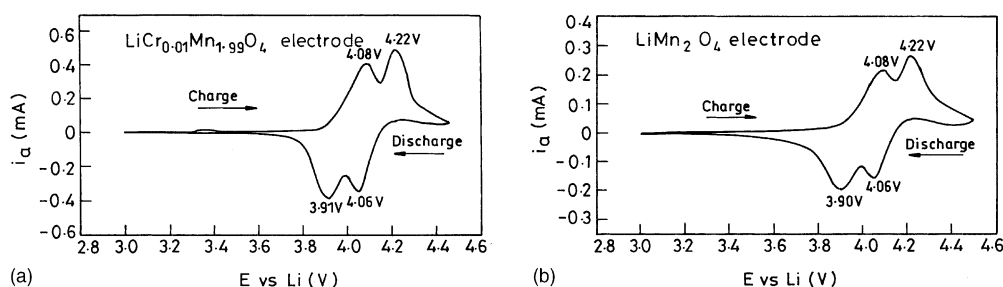 LiCr0.01Mn1.99O4 electrode
4.08V
4.22V
Charge
Discharge
3.91V
4.06V
ia (mA)
0.6
0.4
0.2
0
-0.2
-0.4
-0.6
2.8 3.0 3.2 3.4 3.6 3.8 4.0 4.2 4.4 4.6
E vs Li (V)
(a)
LiMn2O4 electrode
4.08V
4.22V
Charge
Discharge
3.90V
4.06V
ia (mA)
0.4
0.3
0.2
0.1
0
-0.1
-0.2
-0.3
2.8 3.0 3.2 3.4 3.6 3.8 4.0 4.2 4.4 4.6
E vs Li (V)
(b)